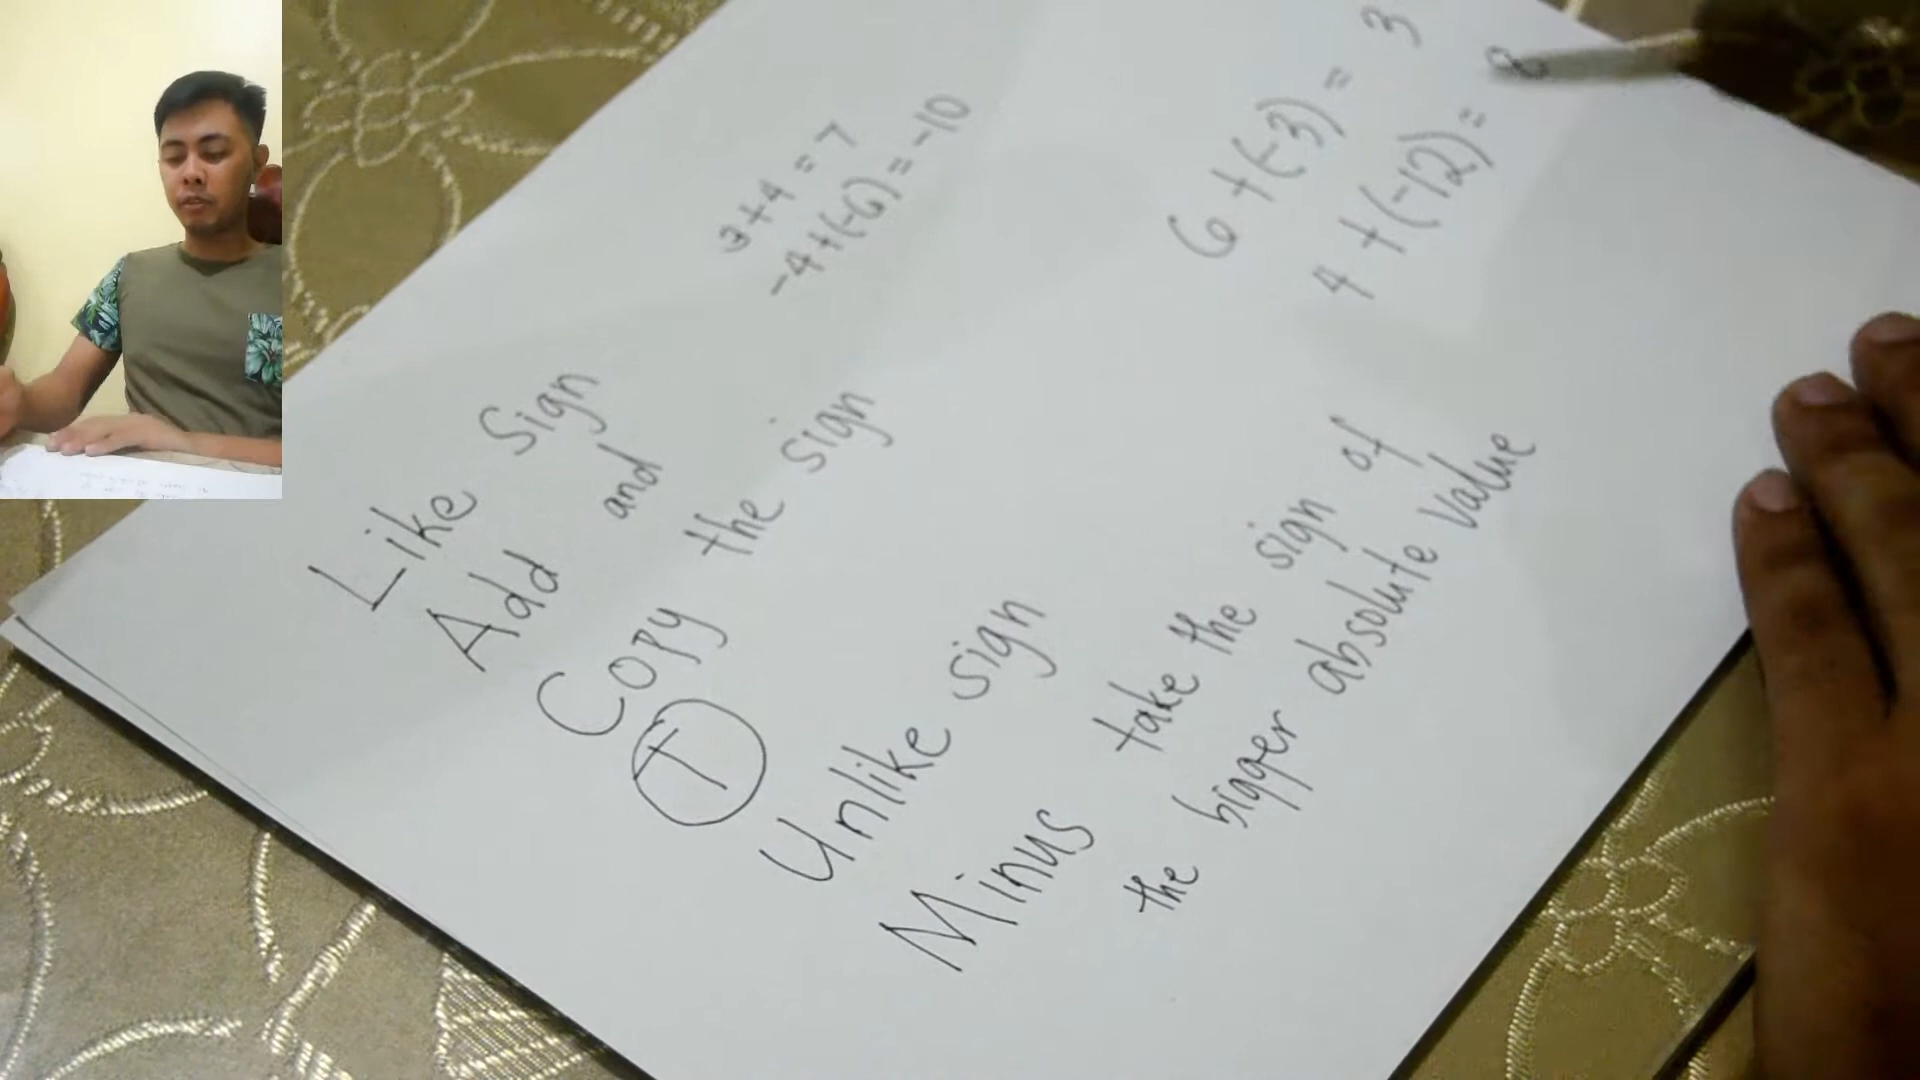 Like Sign
Add and
Copy the sign
T
3+4 = 7
-4+(-6) = -10
Unlike sign
Minus take the sign of
the bigger absolute value
6 + (-3) = 3
4 + (-12) = 8